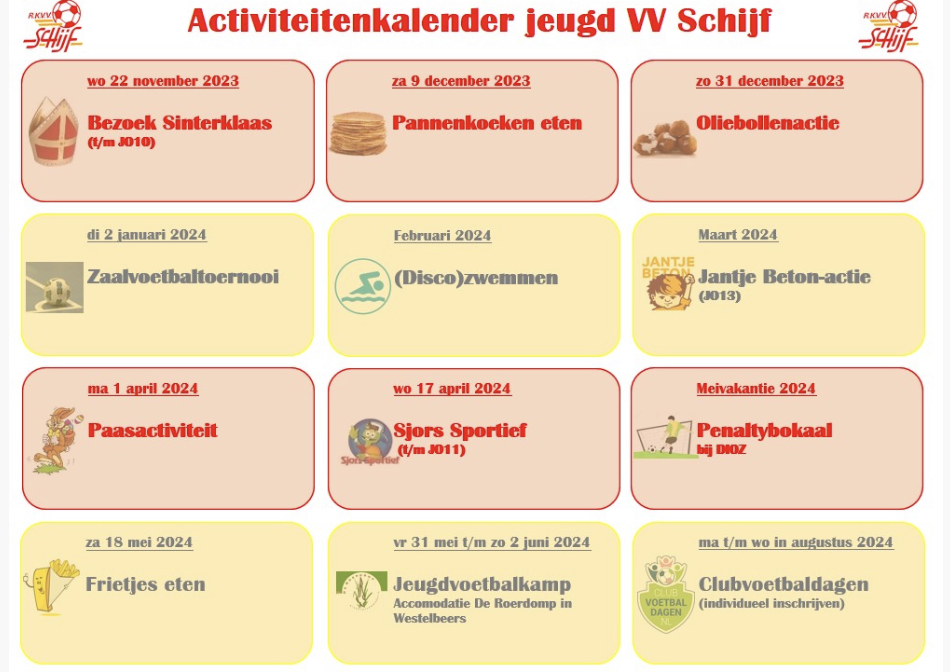 R.K.V.V.
SCHIJF
Activiteitenkalender jeugd VV Schijf
R.K.V.V.
SCHIJF
wo 22 november 2023
Bezoek Sinterklaas
(t/m JO10)
za 9 december 2023
Pannenkoeken eten
zo 31 december 2023
Oliebollenactie
di 2 januari 2024
Zaalvoetbaltoernooi
Februari 2024
(Disco)zwemmen
Maart 2024
JANTJE
BETON
Jantje Beton-actie
(JO13)
ma 1 april 2024
Paasactiviteit
wo 17 april 2024
Sjors Sportief
(t/m JO11)
Sjors Sportief
Meivakantie 2024
Penaltybokaal
bij DIOZ
za 18 mei 2024
Frietjes eten
vr 31 mei t/m zo 2 juni 2024
Jeugdvoetbalkamp
Accomodatie De Roerdomp in
Westelbeers
ma t/m wo in augustus 2024
Clubvoetbaldagen
(individueel inschrijven)
CLUB
VOETBAL
DAGEN
NL